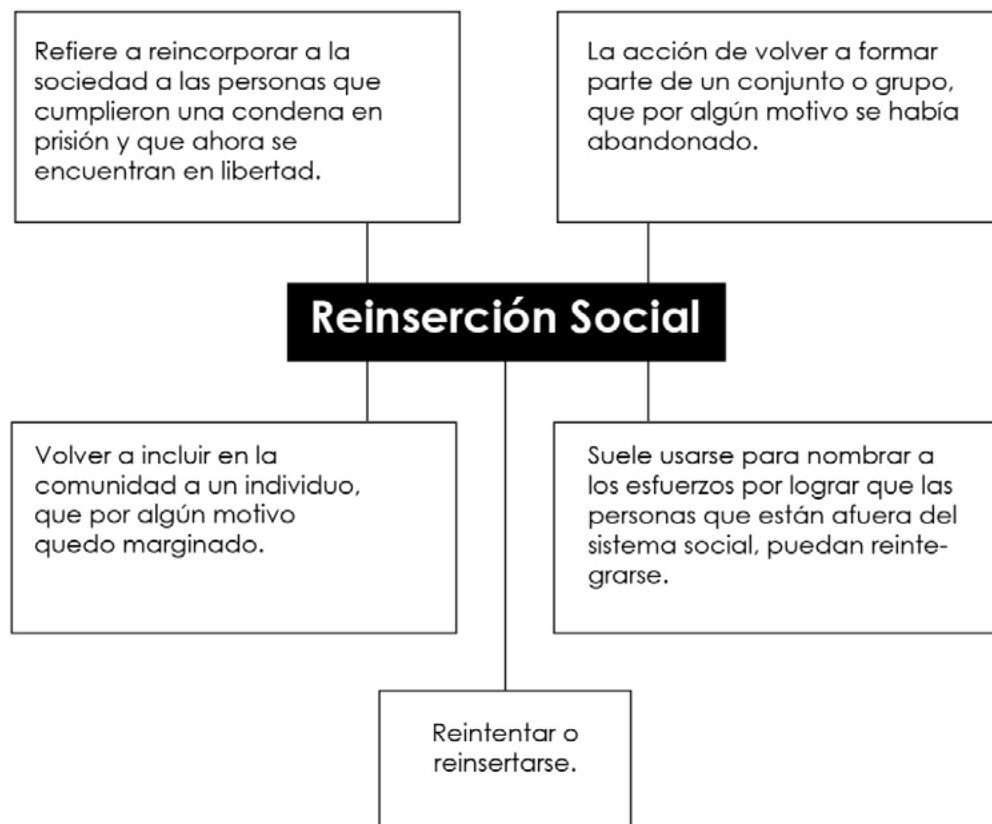 Refiere a reincorporar a la
sociedad a las personas que
cumplieron una condena en
prisión y que ahora se
encuentran en libertad.
La acción de volver a formar
parte de un conjunto o grupo,
que por algún motivo se había
abandonado.
Reinserción Social
Volver a incluir en la
comunidad a un individuo,
que por algún motivo
quedo marginado.
Suele usarse para nombrar a
los esfuerzos por lograr que las
personas que están afuera del
sistema social, puedan reinte-
grarse.
Reintentar o
reinsertarse.